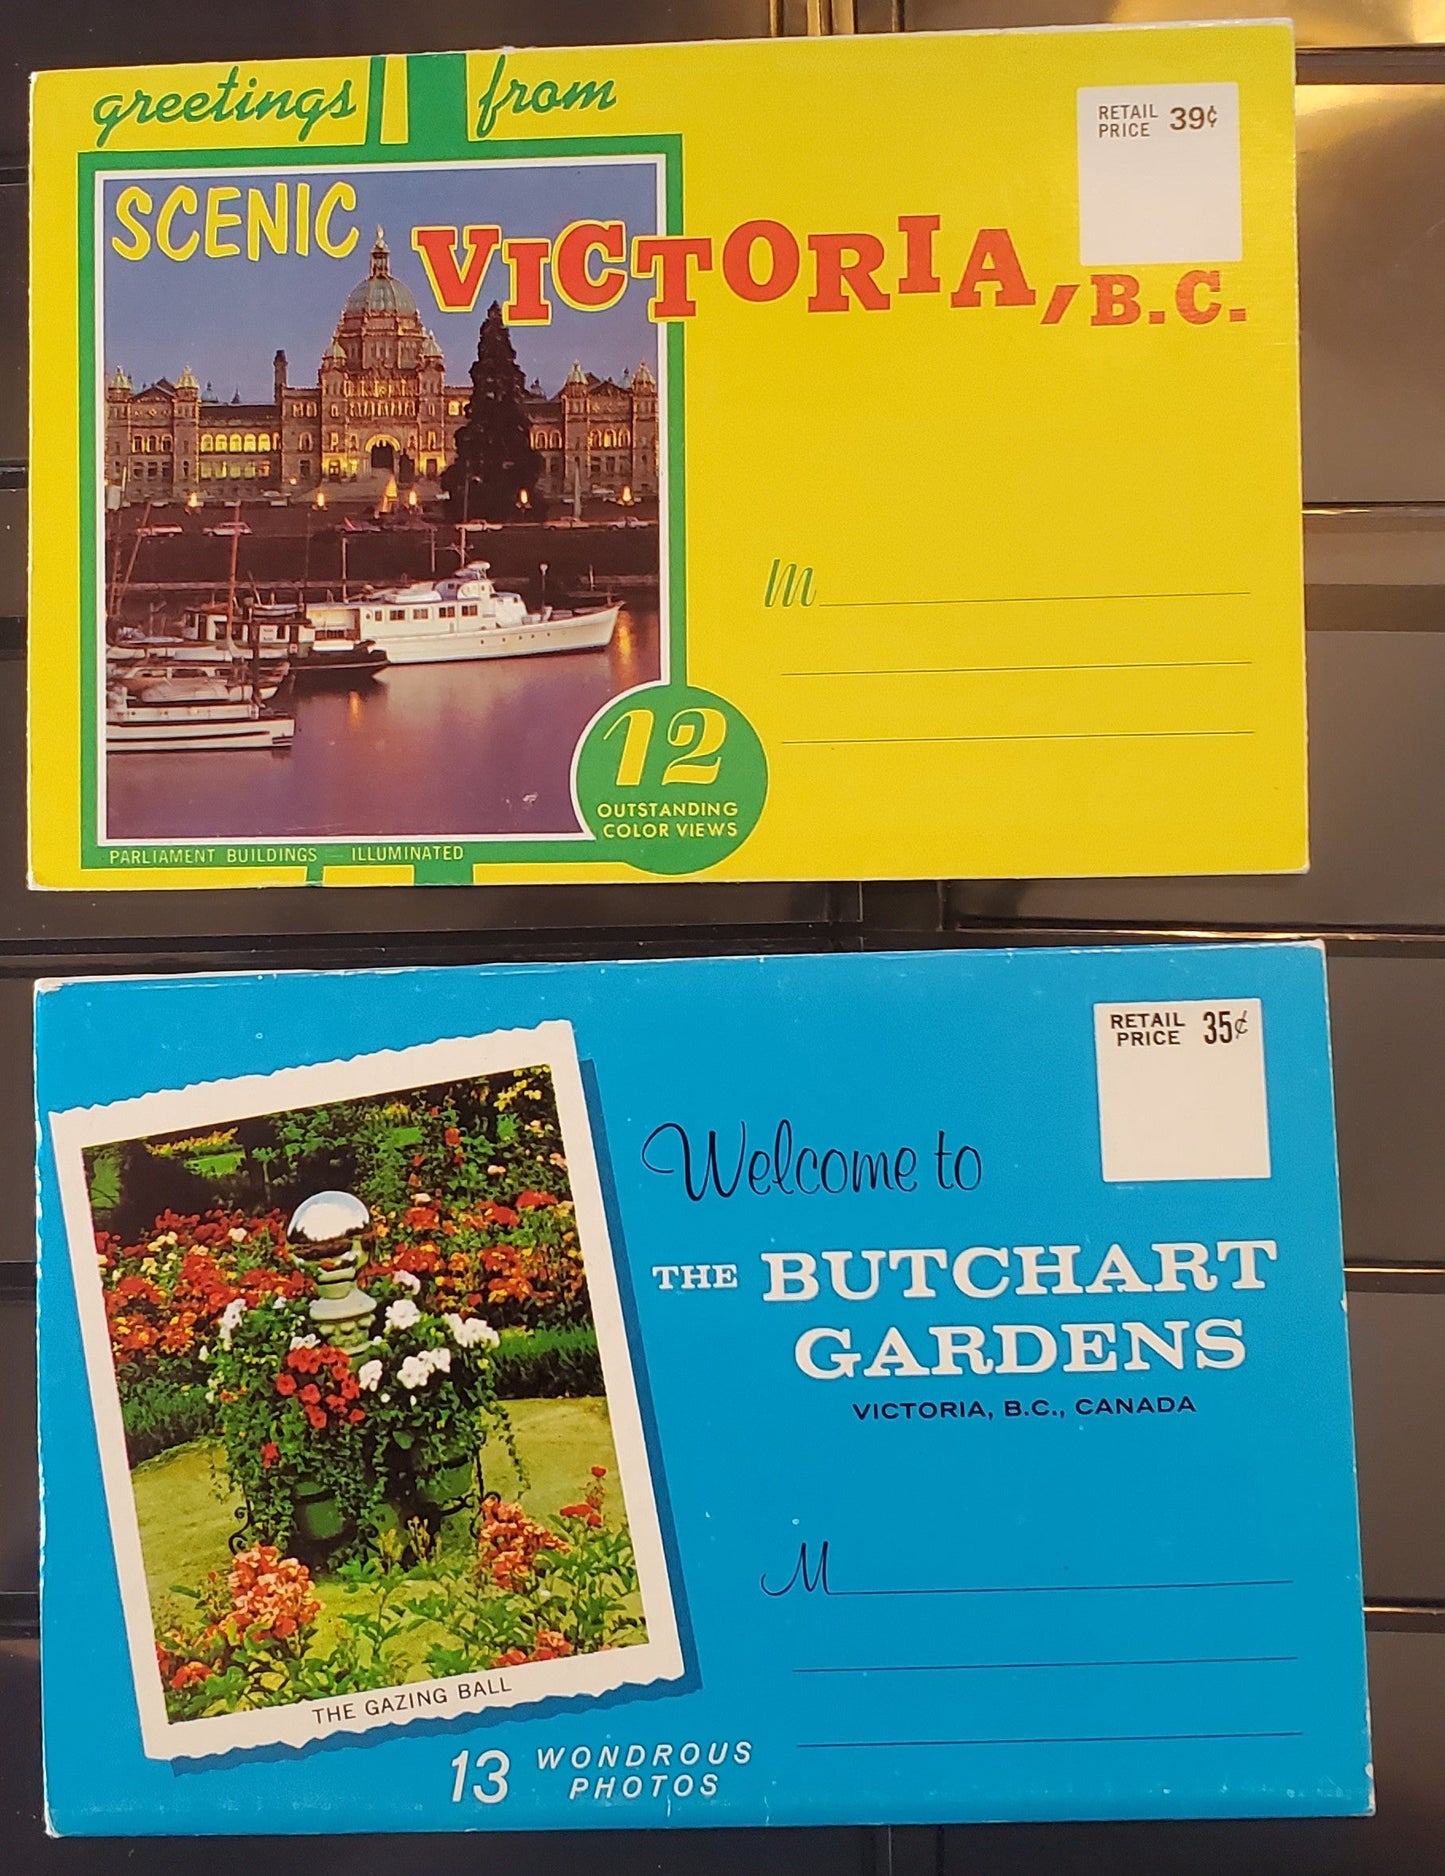 greetings from
RETAIL
PRICE 39¢
SCENIC
VICTORIA, B.C.
M
12
OUTSTANDING
COLOR VIEWS
PARLIAMENT BUILDINGS — ILLUMINATED
RETAIL
PRICE 35¢
Welcome to
THE BUTCHART
GARDENS
VICTORIA, B.C., CANADA
M
THE GAZING BALL
13 WONDROUS
PHOTOS